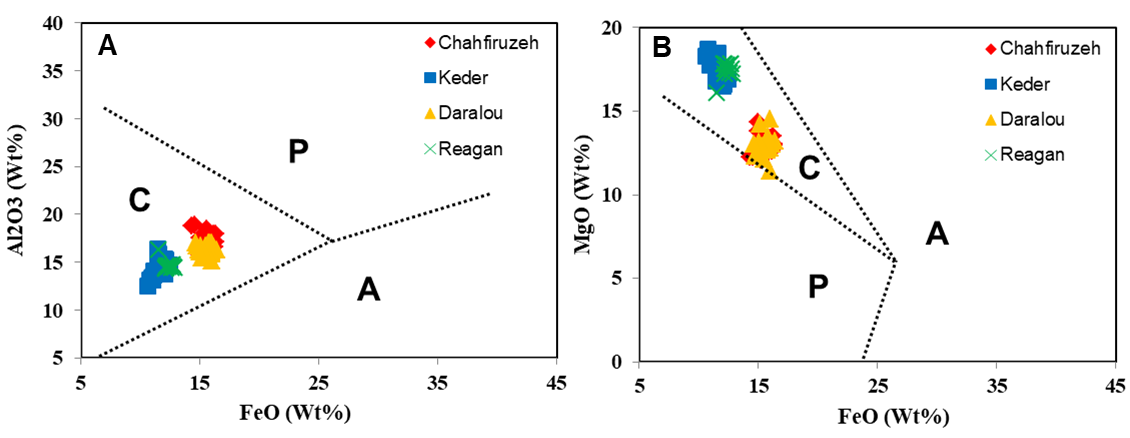 A
40
35
30
25
20
15
10
5
Al2O3 (Wt%)
5
15
25
35
45
FeO (Wt%)
Chahfiruzeh
Keder
Daralou
Reagan
P
C
A
B
20
15
10
5
0
MgO (Wt%)
5
15
25
35
45
FeO (Wt%)
Chahfiruzeh
Keder
Daralou
Reagan
C
A
P